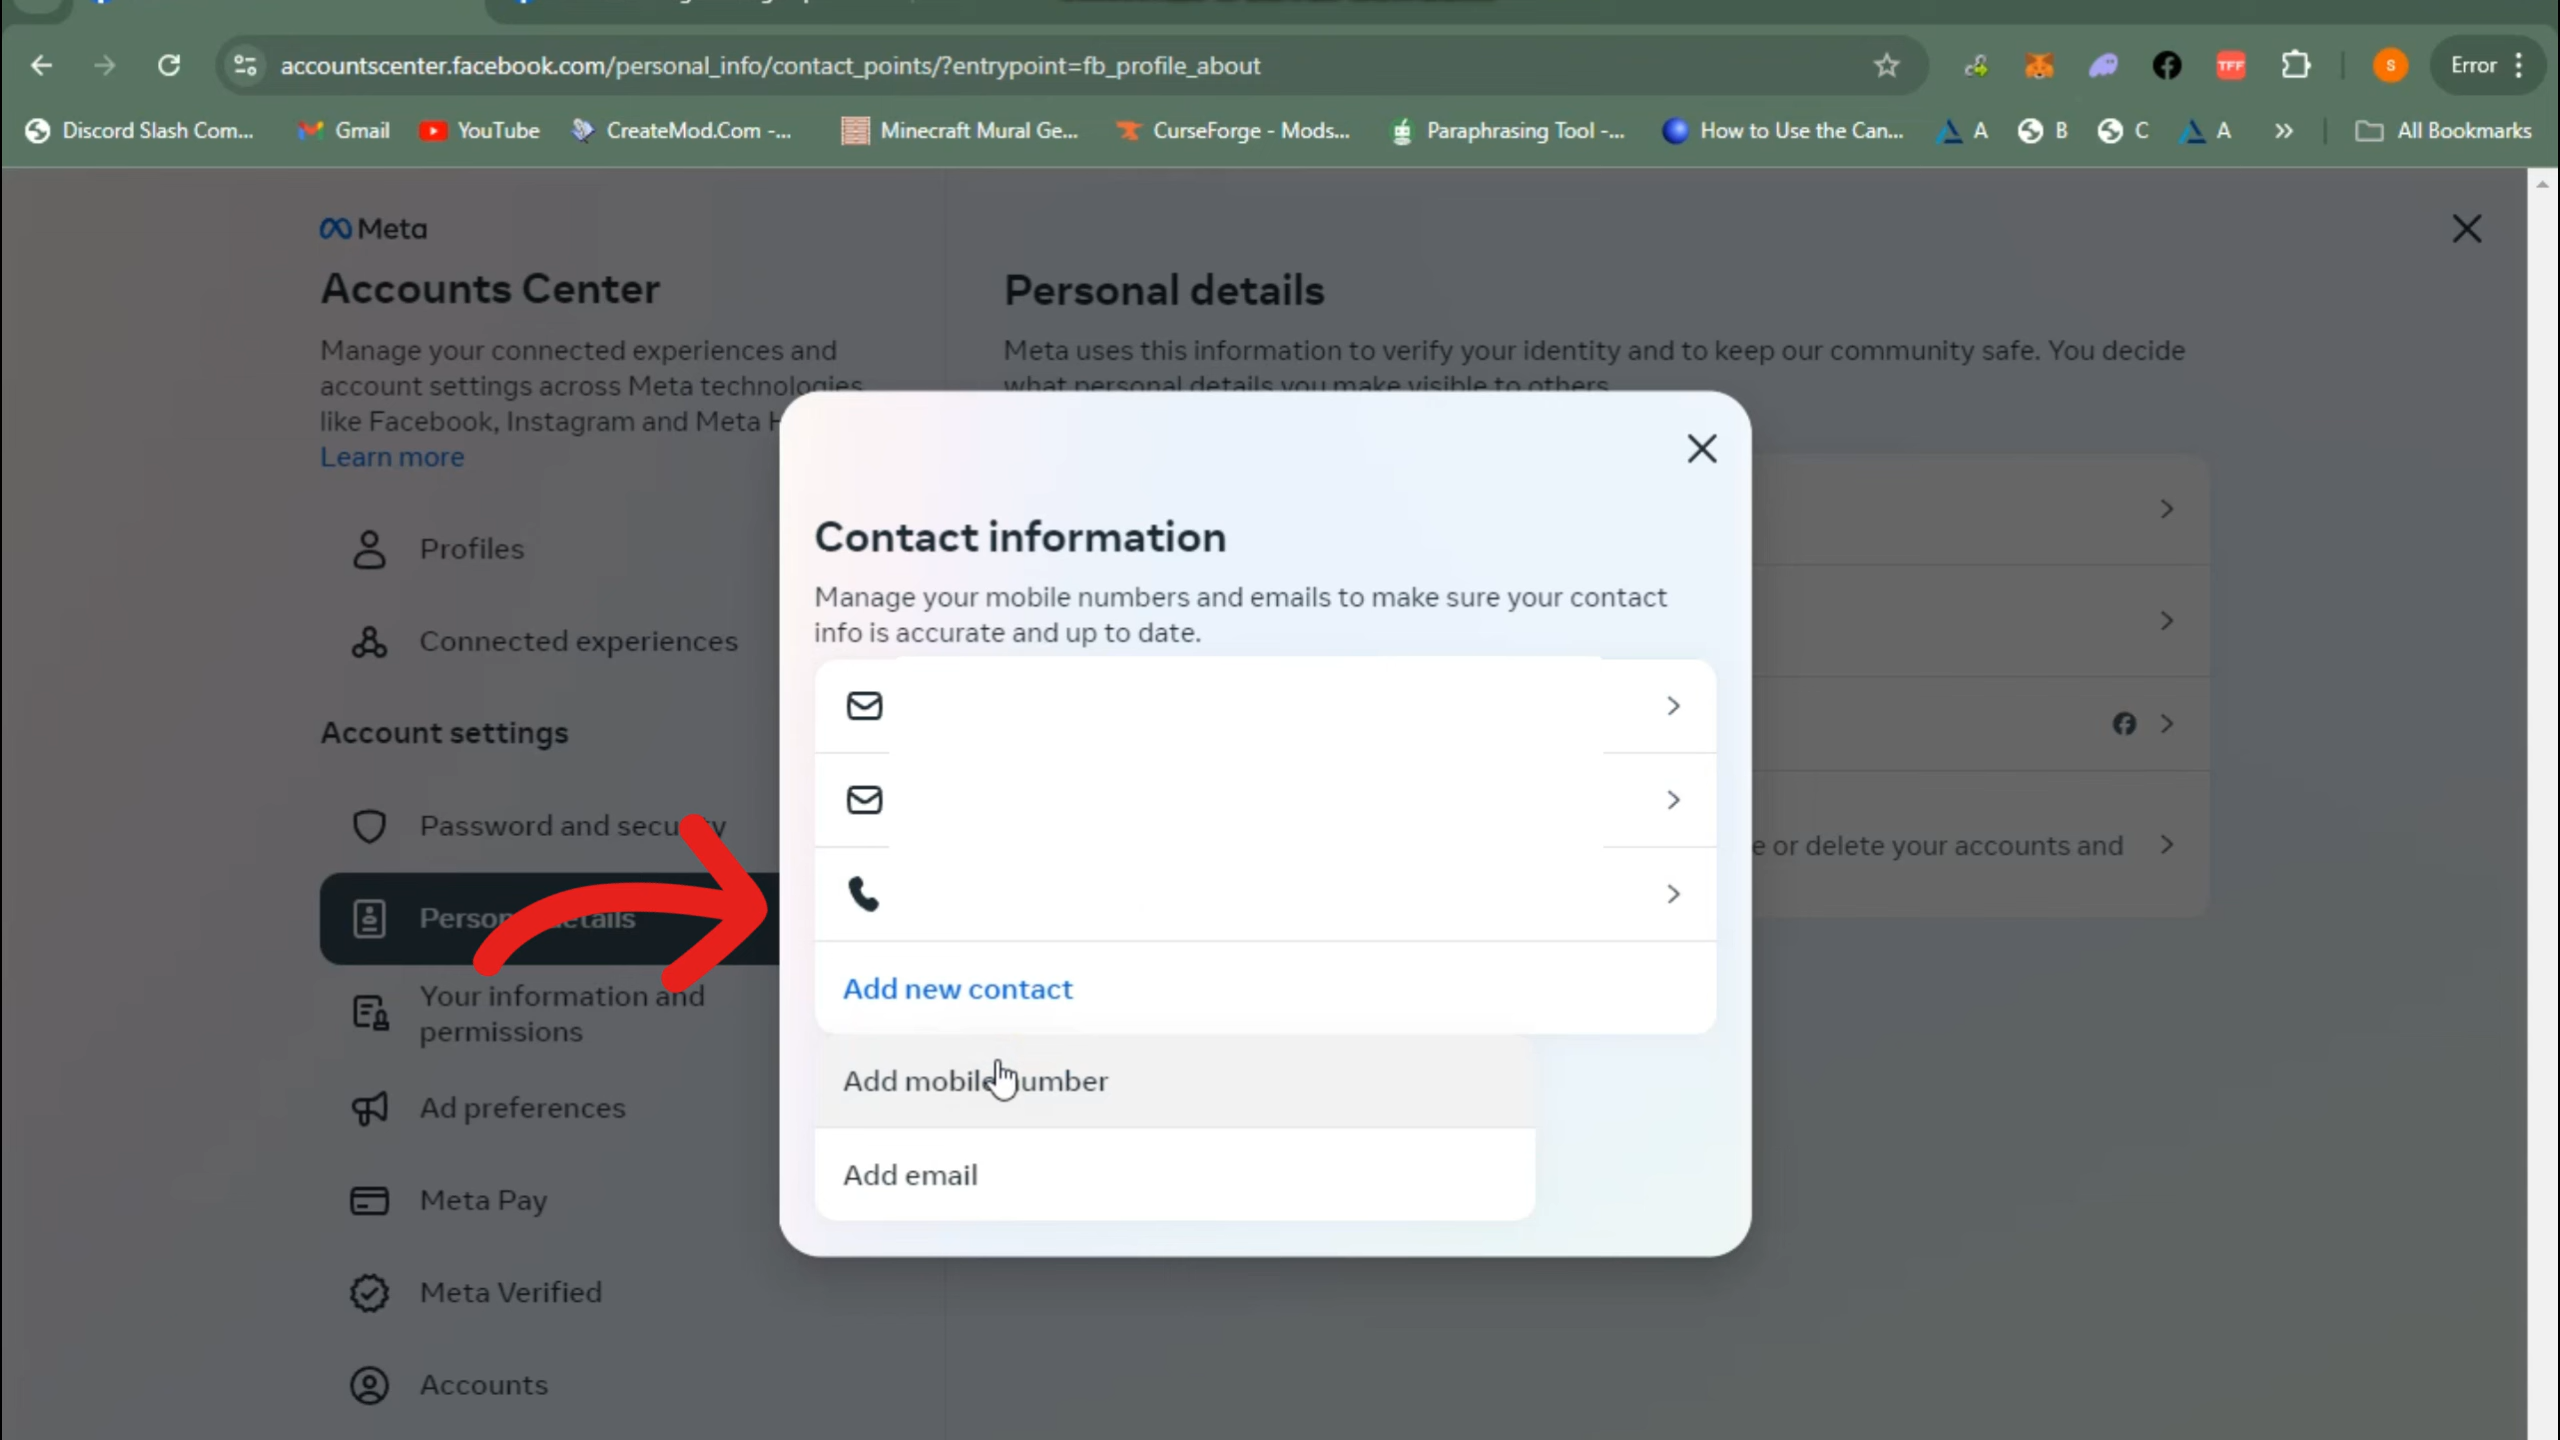 accountscenter.facebook.com/personal_info/contact_points/?entrypoint=fb_profile_about
TFF
S
Error
Discord Slash Com...
Gmail
YouTube
CreateMod.Com -...
Minecraft Mural Ge...
CurseForge - Mods...
Paraphrasing Tool -...
How to Use the Can...
A
B
C
A
All Bookmarks
Meta
Accounts Center
Manage your connected experiences and
account settings across Meta technologies
like Facebook, Instagram and Meta H
Learn more
Profiles
Connected experiences
Account settings
Password and security
Personal details
Your information and
permissions
Ad preferences
Meta Pay
Meta Verified
Accounts
Personal details
Meta uses this information to verify your identity and to keep our community safe. You decide
what personal details you make visible to others.
e or delete your accounts and
Contact information
Manage your mobile numbers and emails to make sure your contact
info is accurate and up to date.
Add new contact
Add mobile number
Add email